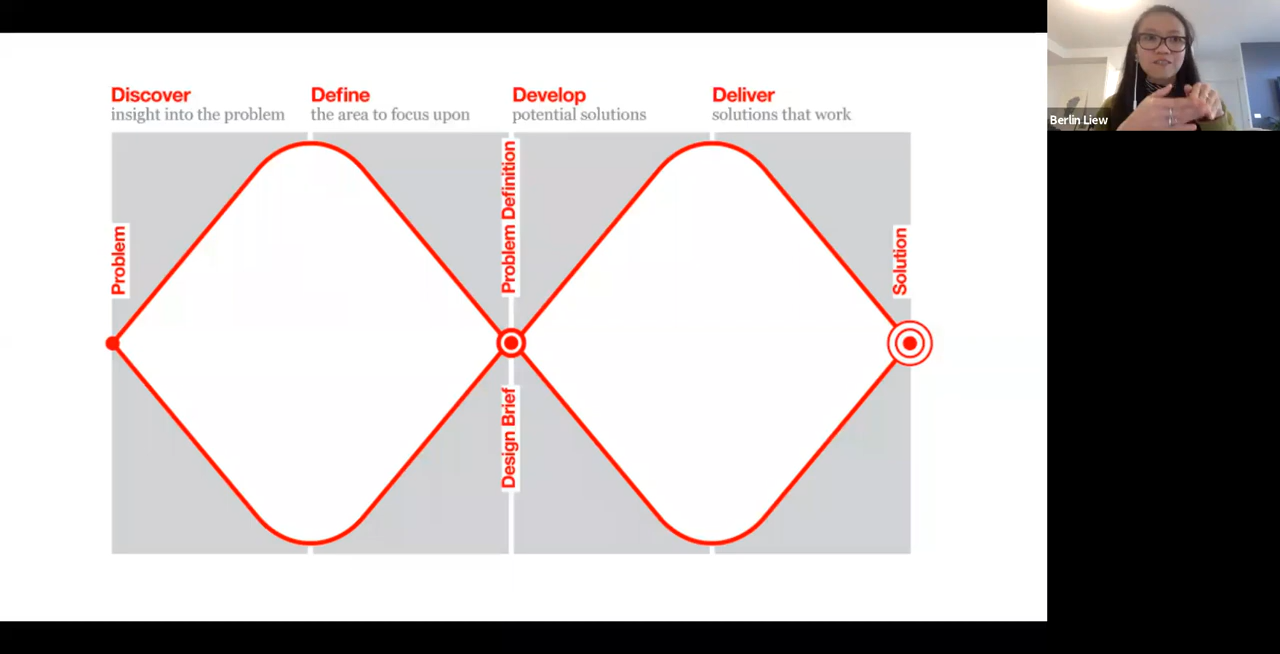 Discover
insight into the problem
Define
the area to focus upon
Develop
potential solutions
Deliver
solutions that work
Problem
Problem Definition
Design Brief
Solution
Berlin Liew